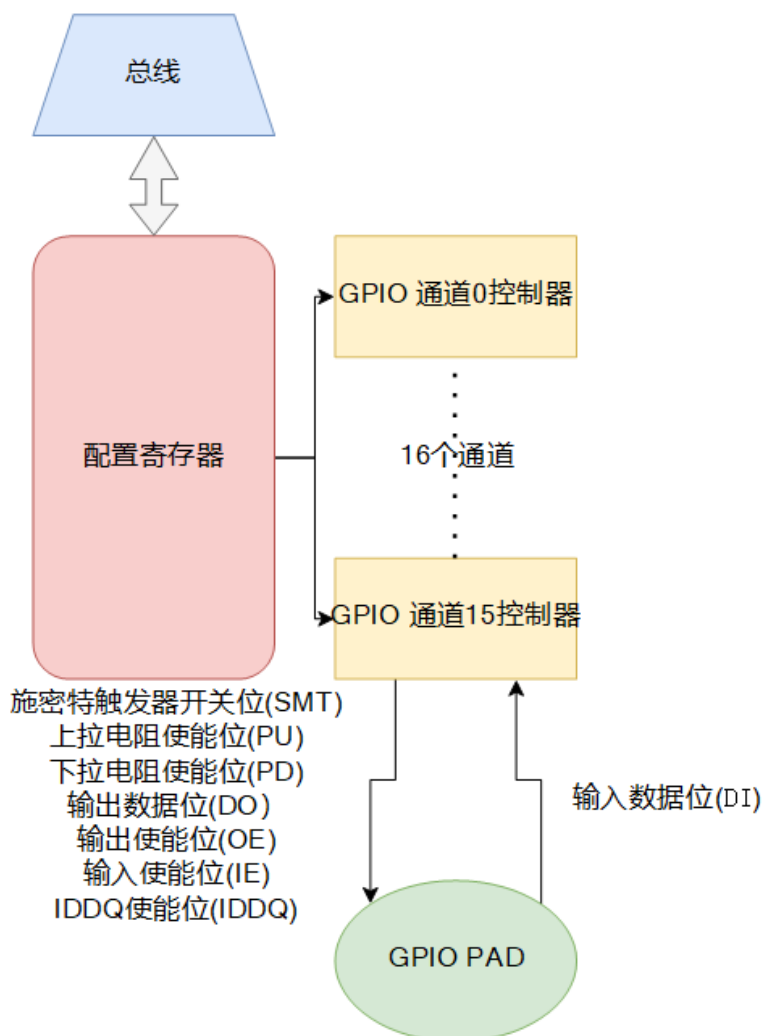 总线
GPIO 通道0控制器
配置寄存器
16个通道
GPIO 通道15控制器
施密特触发器开关位(SMT)
上拉电阻使能位(PU)
下拉电阻使能位(PD)
输出数据位(DO)
输出使能位(OE)
输入使能位(IE)
IDDQ使能位(IDDQ)
输入数据位(DI)
GPIO PAD